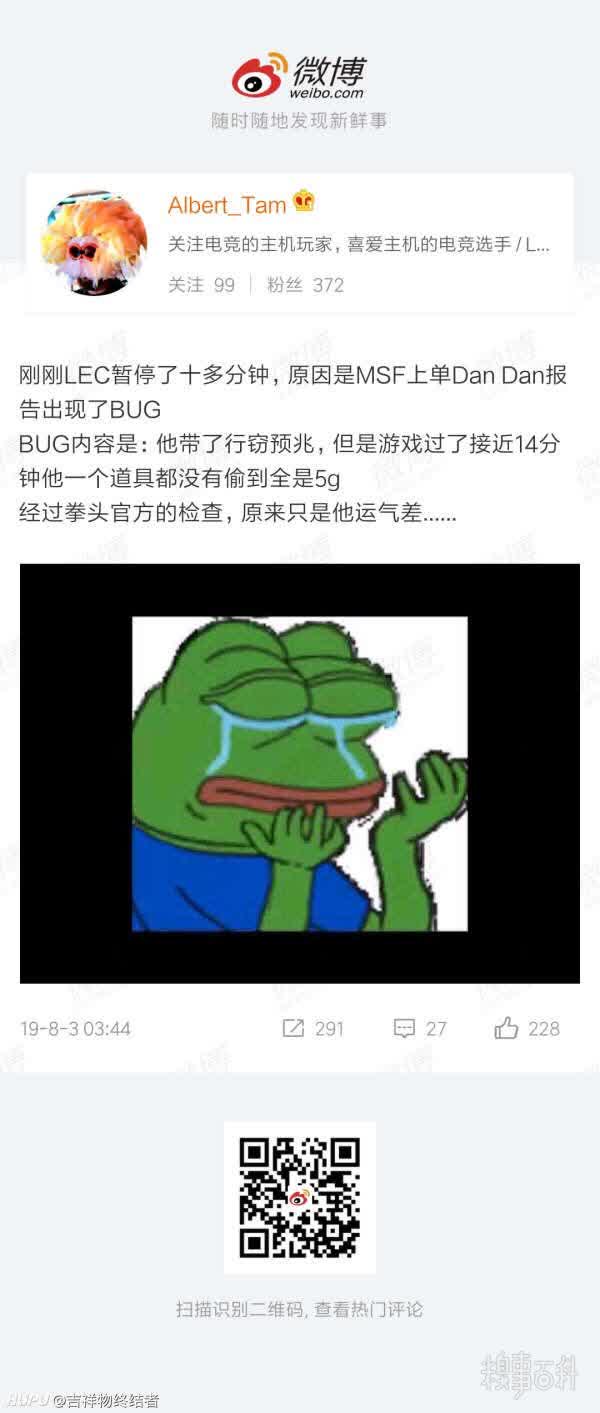 微博
weibo.com
随时随地发现新鲜事
Albert_Tam
关注电竞的主机玩家，喜爱主机的电竞选手 / L...
关注 99 | 粉丝 372
刚刚LEC暂停了十多分钟，原因是MSF上单Dan Dan报
告出现了BUG
BUG内容是：他带了行窃预兆，但是游戏过了接近14分
钟他一个道具都没有偷到全是5g
经过拳头官方的检查，原来只是他运气差......
19-8-3 03:44 291 27 228
扫描识别二维码, 查看热门评论
糗事百科
HUPU @吉祥物终结者